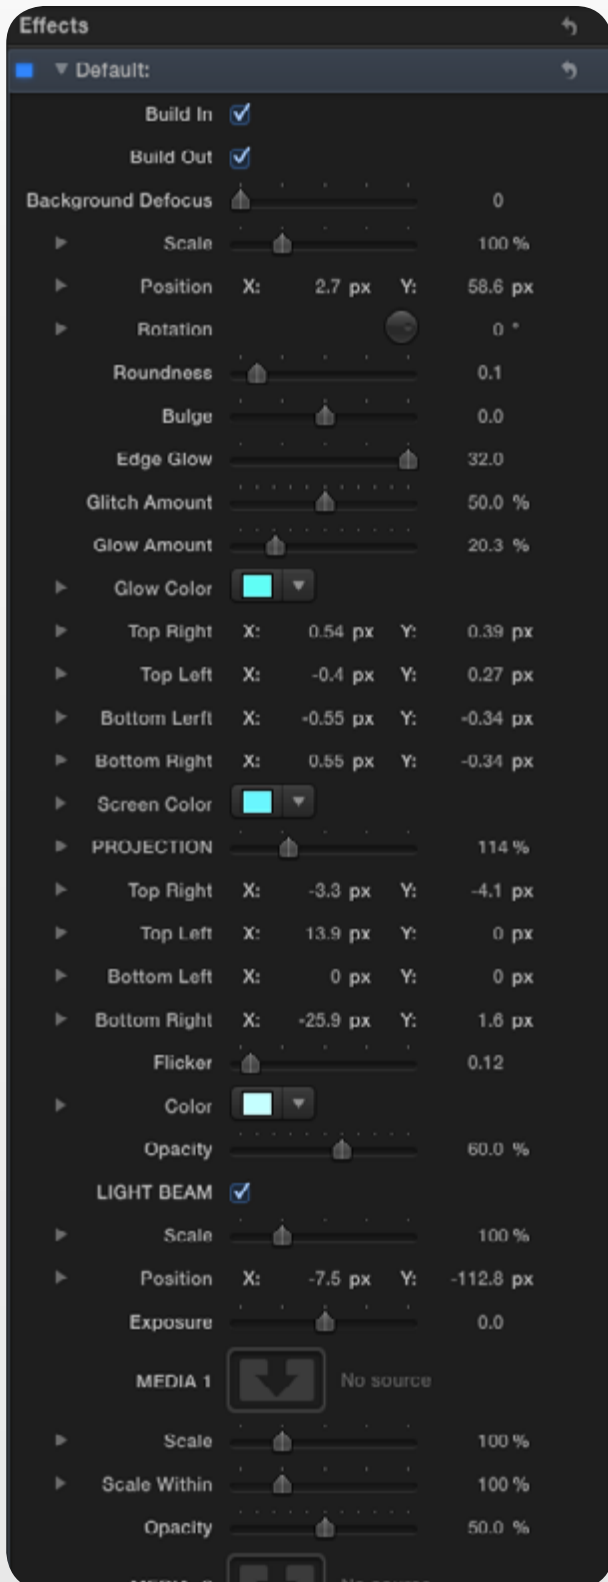 Effects
Default:
Build In
Build Out
Background Defocus 0
Scale 100 %
Position X: 2.7 px Y: 58.6 px
Rotation 0 °
Roundness 0.1
Bulge 0.0
Edge Glow 32.0
Glitch Amount 50.0 %
Glow Amount 20.3 %
Glow Color
Top Right X: 0.54 px Y: 0.39 px
Top Left X: -0.4 px Y: 0.27 px
Bottom Lerft X: -0.55 px Y: -0.34 px
Bottom Right X: 0.55 px Y: -0.34 px
Screen Color
PROJECTION 114 %
Top Right X: -3.3 px Y: -4.1 px
Top Left X: 13.9 px Y: 0 px
Bottom Left X: 0 px Y: 0 px
Bottom Right X: -25.9 px Y: 1.6 px
Flicker 0.12
Color
Opacity 60.0 %
LIGHT BEAM
Scale 100 %
Position X: -7.5 px Y: -112.8 px
Exposure 0.0
MEDIA 1 No source
Scale 100 %
Scale Within 100 %
Opacity 50.0 %